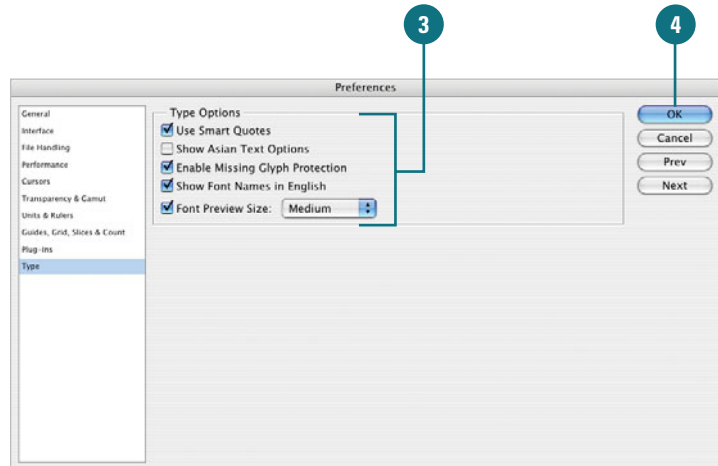 3
4
Preferences
General
Interface
File Handling
Performance
Cursors
Transparency & Gamut
Units & Rulers
Guides, Grid, Slices & Count
Plug-Ins
Type
Type Options
Use Smart Quotes
Show Asian Text Options
Enable Missing Glyph Protection
Show Font Names in English
Font Preview Size: Medium
OK
Cancel
Prev
Next